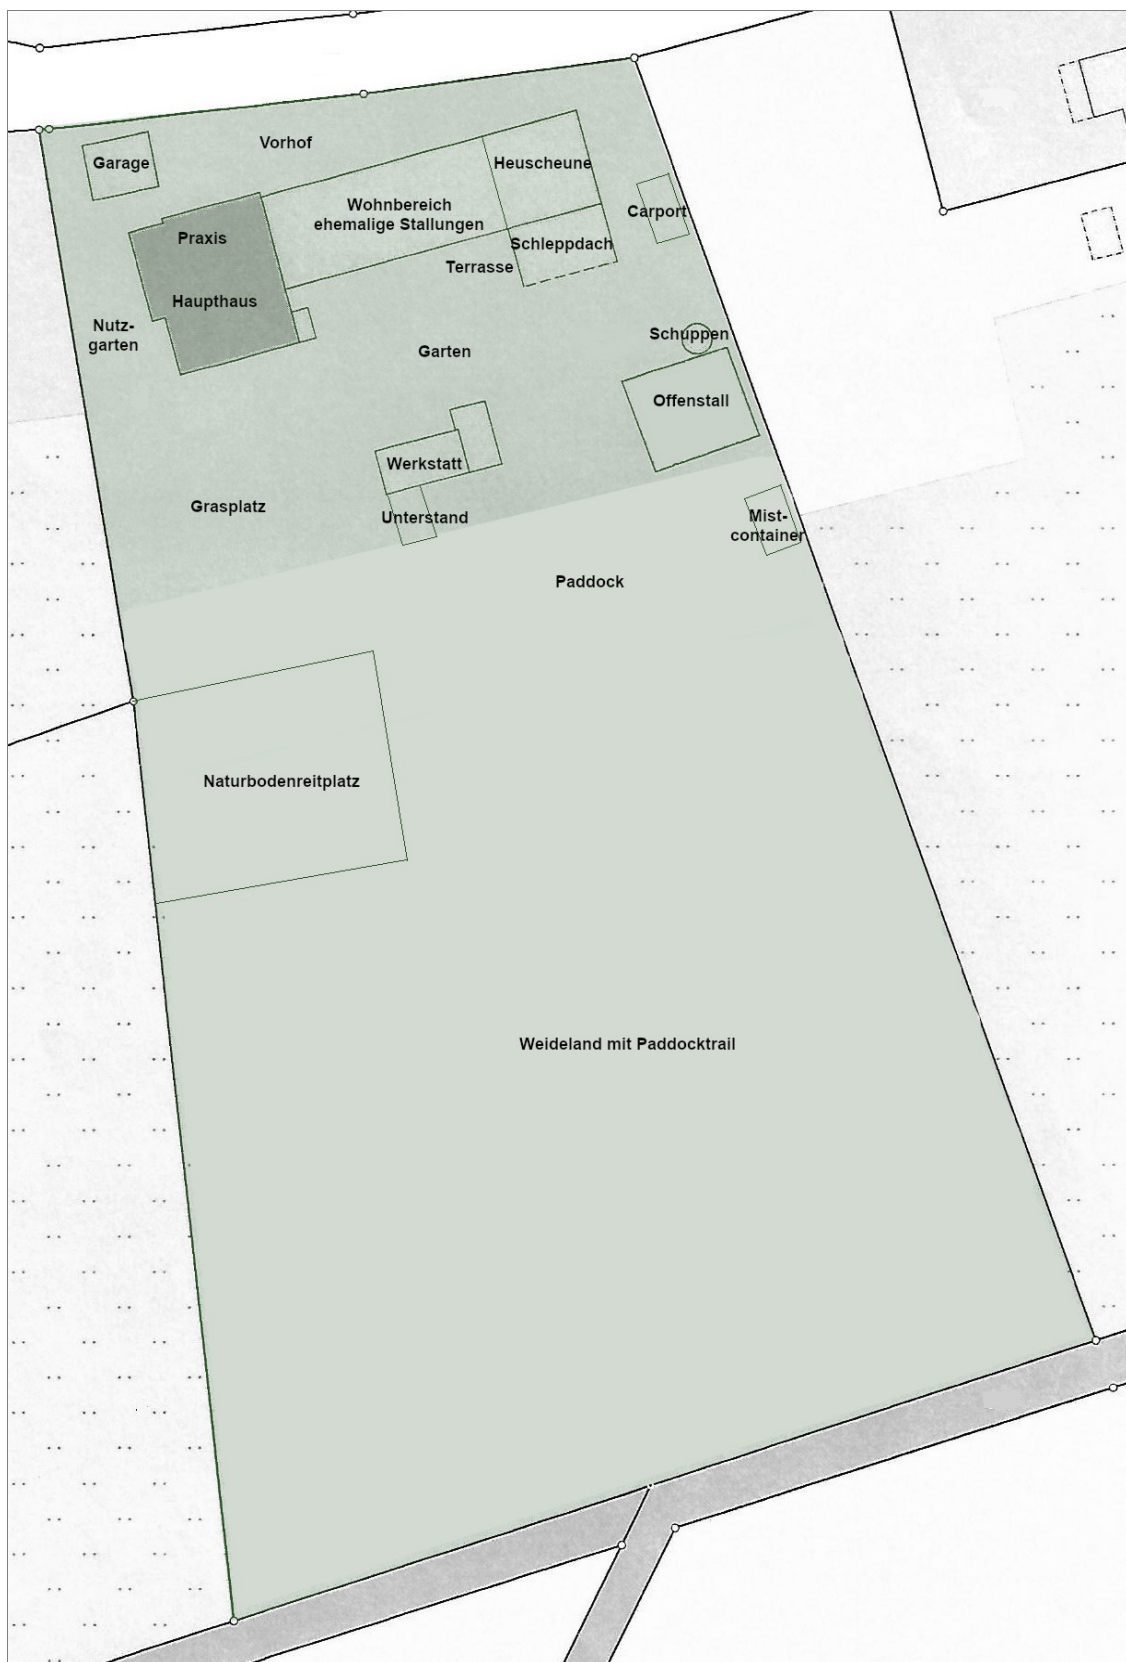 Vorhof
Garage
Heuscheune
Wohnbereich
ehemalige Stallungen
Carport
Praxis
Schleppdach
Terrasse
Haupthaus
Nutz-
garten
Schuppen
Garten
Offenstall
Werkstatt
Grasplatz
Unterstand
Mist-
container
Paddock
Naturbodenreitplatz
Weideland mit Paddocktrail